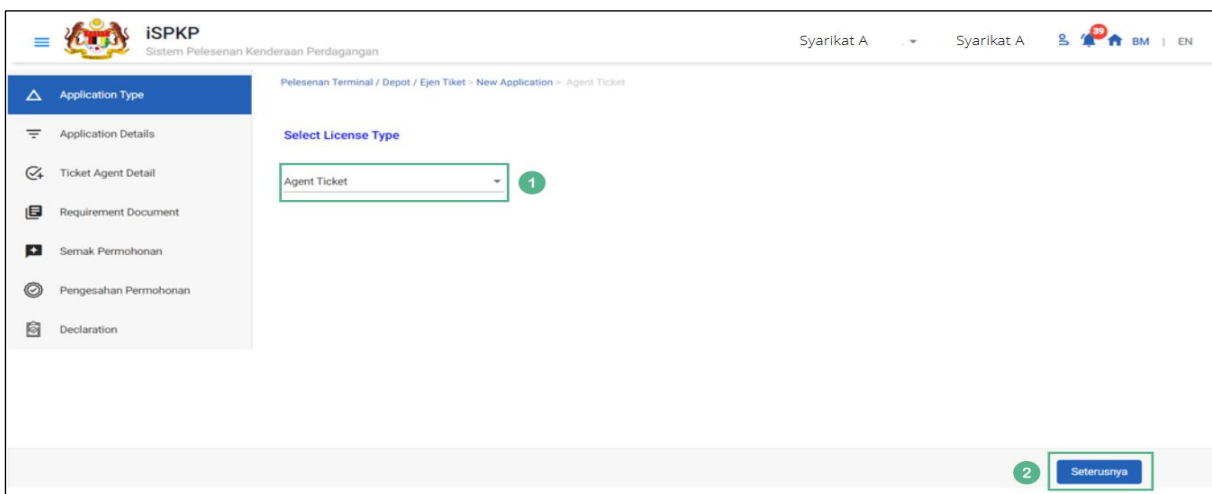 iSPKP
Sistem Pelesenan Kenderaan Perdagangan
Syarikat A
Syarikat A
39
BM | EN
Application Type
Application Details
Ticket Agent Detail
Requirement Document
Semak Permohonan
Pengesahan Permohonan
Declaration
Pelesenan Terminal / Depot / Ejen Tiket > New Application > Agent Ticket
Select License Type
Agent Ticket
1
2
Seterusnya